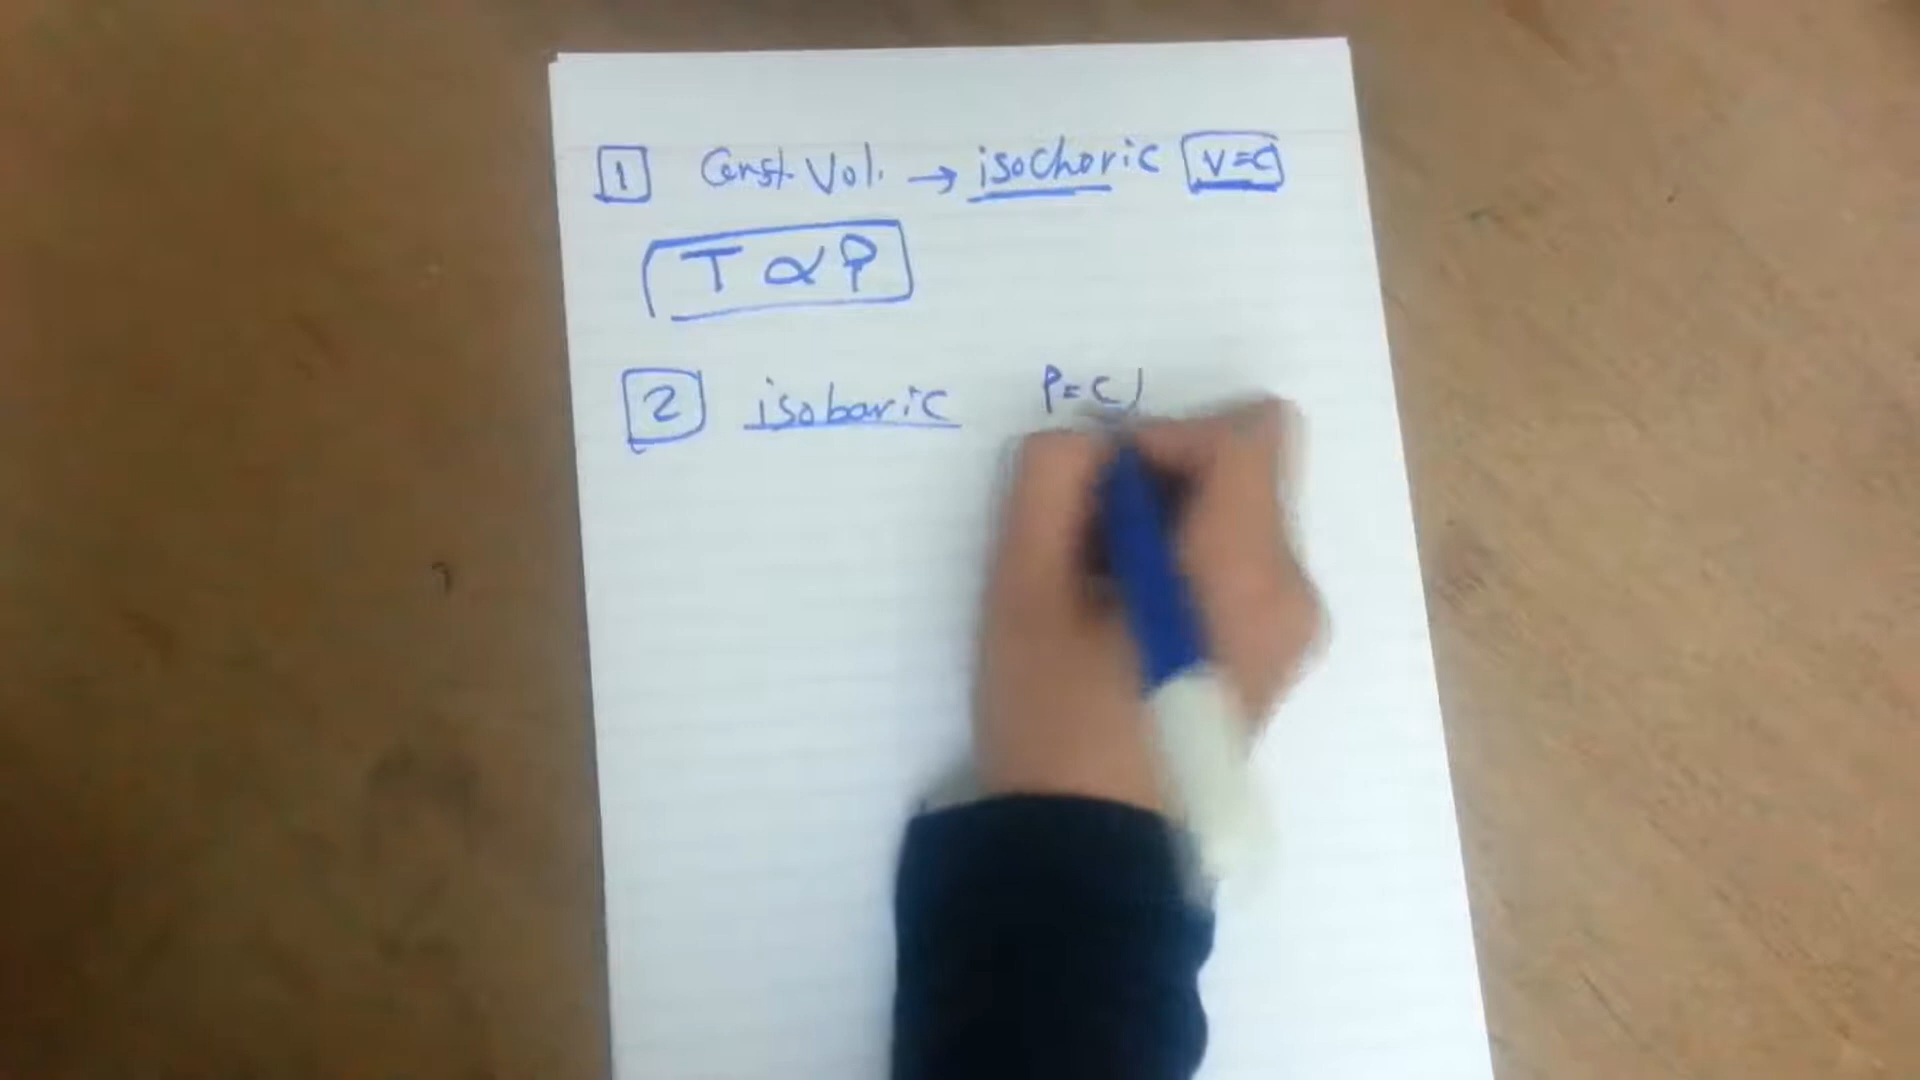 1 Const. Vol. → isochoric V=C
T α P
2 isobaric P=C